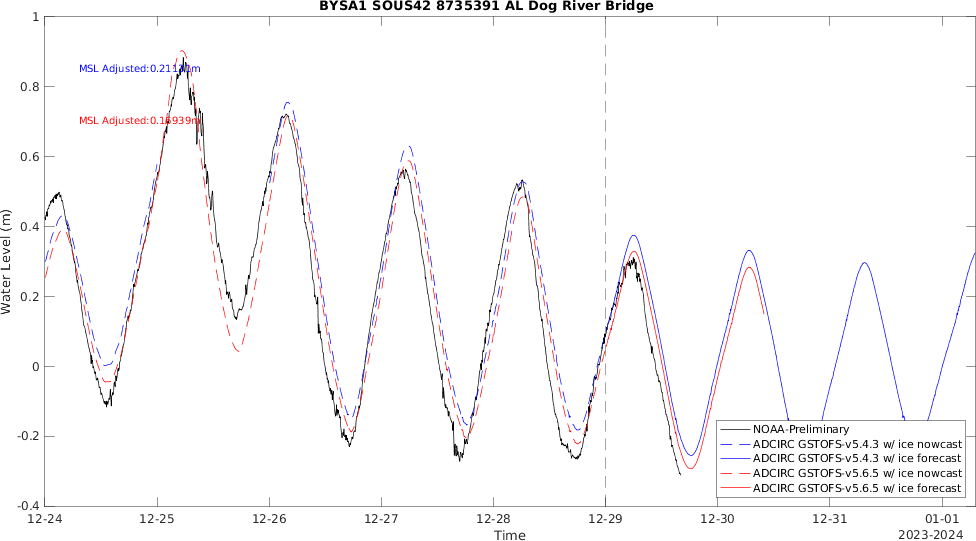 BYSA1 SOUS42 8735391 AL Dog River Bridge
1
0.8
0.6
0.4
0.2
0
-0.2
-0.4
Water Level (m)
MSL Adjusted:
MSL Adjusted:0.16939m
NOAA-Preliminary
ADCIRC GSTOFS-v5.4.3 w/ ice nowcast
ADCIRC GSTOFS-v5.4.3 w/ ice forecast
ADCIRC GSTOFS-v5.6.5 w/ ice nowcast
ADCIRC GSTOFS-v5.6.5 w/ ice forecast
12-24 12-25 12-26 12-27 12-28 12-29 12-30 12-31 01-01
Time
2023-2024